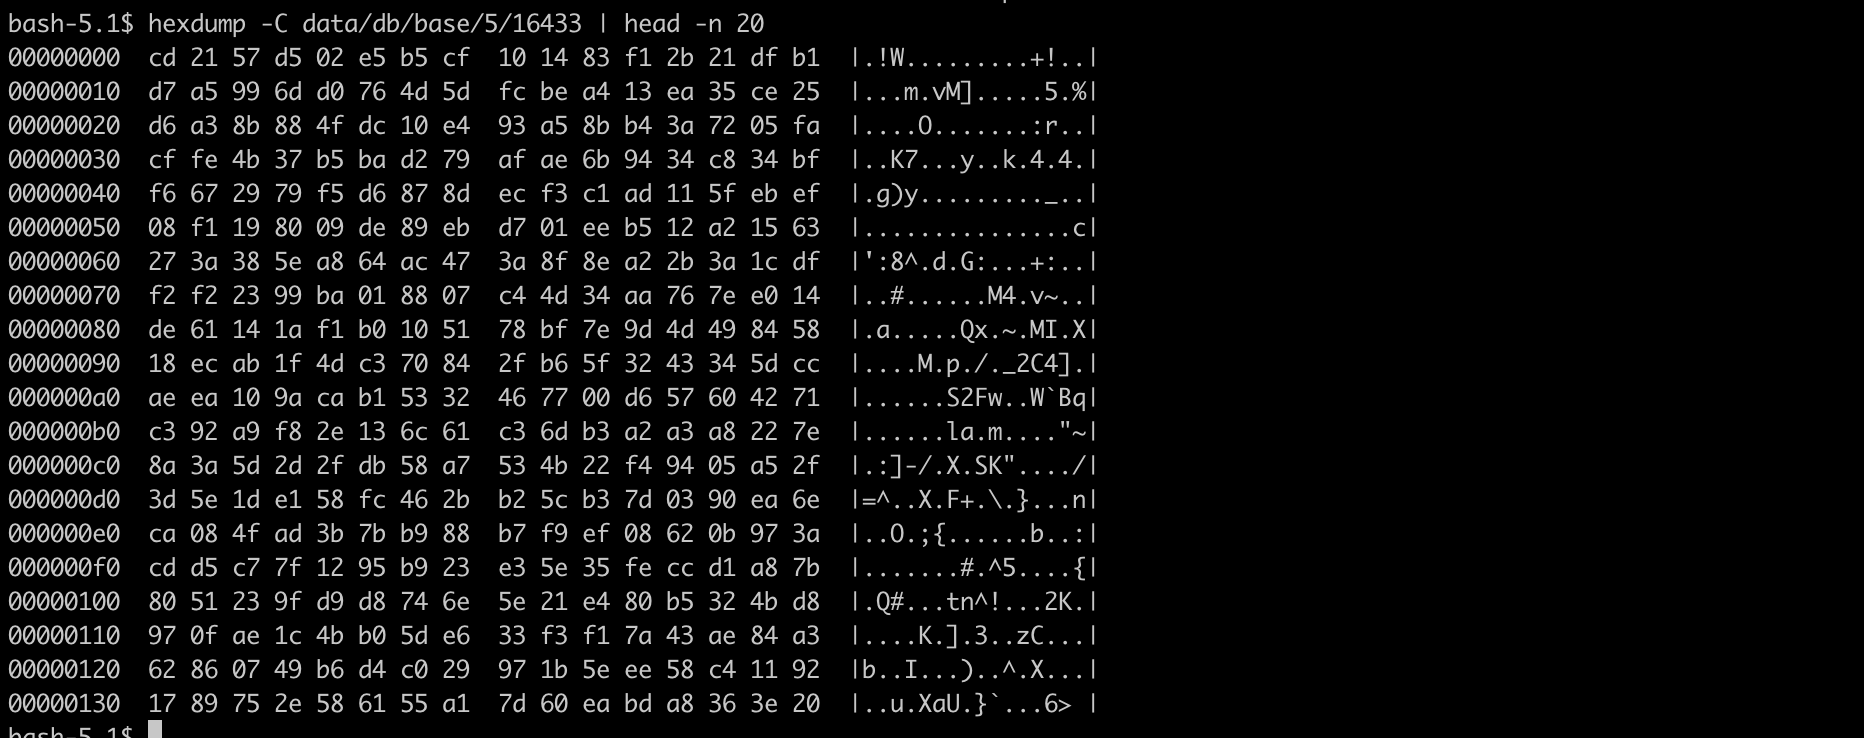 bash-5.1$ hexdump -C data/db/base/5/16433 | head -n 20
00000000  cd 21 57 d5 02 e5 b5 cf  10 14 83 f1 2b 21 df b1  |.!W.........+!..|
00000010  d7 a5 99 6d d0 76 4d 5d  fc be a4 13 ea 35 ce 25  |...m.vM].....5.%|
00000020  d6 a3 8b 88 4f dc 10 e4  93 a5 8b b4 3a 72 05 fa  |....O.......:r..|
00000030  cf fe 4b 37 b5 ba d2 79  af ae 6b 94 34 c8 34 bf  |..K7...y..k.4.4.|
00000040  f6 67 29 79 f5 d6 87 8d  ec f3 c1 ad 11 5f eb ef  |.g)y........._..|
00000050  08 f1 19 80 09 de 89 eb  d7 01 ee b5 12 a2 15 63  |...............c|
00000060  27 3a 38 5e a8 64 ac 47  3a 8f 8e a2 2b 3a 1c df  |':8^.d.G:...+:..|
00000070  f2 f2 23 99 ba 01 88 07  c4 4d 34 aa 76 7e e0 14  |..#......M4.v~..|
00000080  de 61 14 1a f1 b0 10 51  78 bf 7e 9d 4d 49 84 58  |.a.....Qx.~.MI.X|
00000090  18 ec ab 1f 4d c3 70 84  2f b6 5f 32 43 34 5d cc  |....M.p./._2C4].|
000000a0  ae ea 10 9a ca b1 53 32  46 77 00 d6 57 60 42 71  |......S2Fw..W`Bq|
000000b0  c3 92 a9 f8 2e 13 6c 61  c3 6d b3 a2 a3 a8 22 7e  |......la.m...."~|
000000c0  8a 3a 5d 2d 2f db 58 a7  53 4b 22 f4 94 05 a5 2f  |.:]-/.X.SK"..../|
000000d0  3d 5e 1d e1 58 fc 46 2b  b2 5c b3 7d 03 90 ea 6e  |=^..X.F+.\.}...n|
000000e0  ca 08 4f ad 3b 7b b9 88  b7 f9 ef 08 62 0b 97 3a  |..O.;{......b..:|
000000f0  cd d5 c7 7f 12 95 b9 23  e3 5e 35 fe cc d1 a8 7b  |.......#.^5....{|
00000100  80 51 23 9f d9 d8 74 6e  5e 21 e4 80 b5 32 4b d8  |.Q#...tn^!...2K.|
00000110  97 0f ae 1c 4b b0 5d e6  33 f3 f1 7a 43 ae 84 a3  |....K.].3..zC...|
00000120  62 86 07 49 b6 d4 c0 29  97 1b 5e ee 58 c4 11 92  |b..I...)..^.X...|
00000130  17 89 75 2e 58 61 55 a1  7d 60 ea bd a8 36 3e 20  |..u.XaU.}`...6> |
bash-5.1$